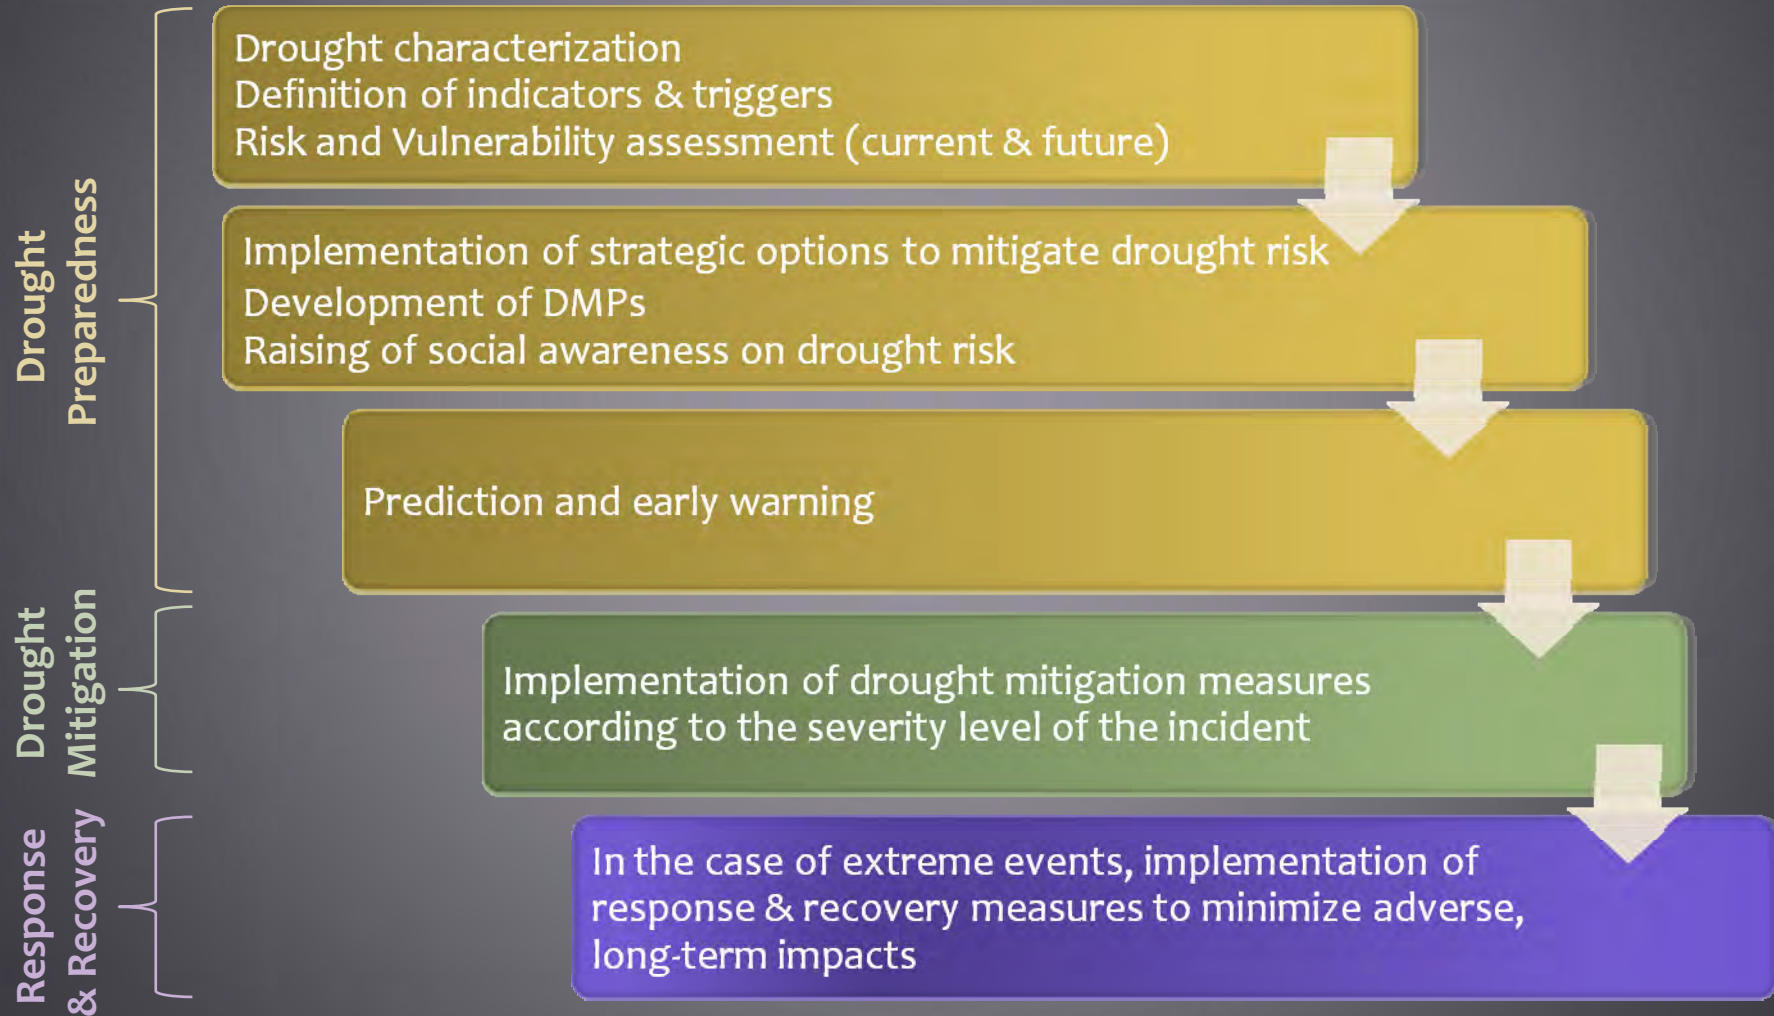 Drought
Preparedness
Drought characterization
Definition of indicators & triggers
Risk and Vulnerability assessment (current & future)
Implementation of strategic options to mitigate drought risk
Development of DMPs
Raising of social awareness on drought risk
Prediction and early warning
Drought
Mitigation
Implementation of drought mitigation measures
according to the severity level of the incident
Response
& Recovery
In the case of extreme events, implementation of
response & recovery measures to minimize adverse,
long-term impacts